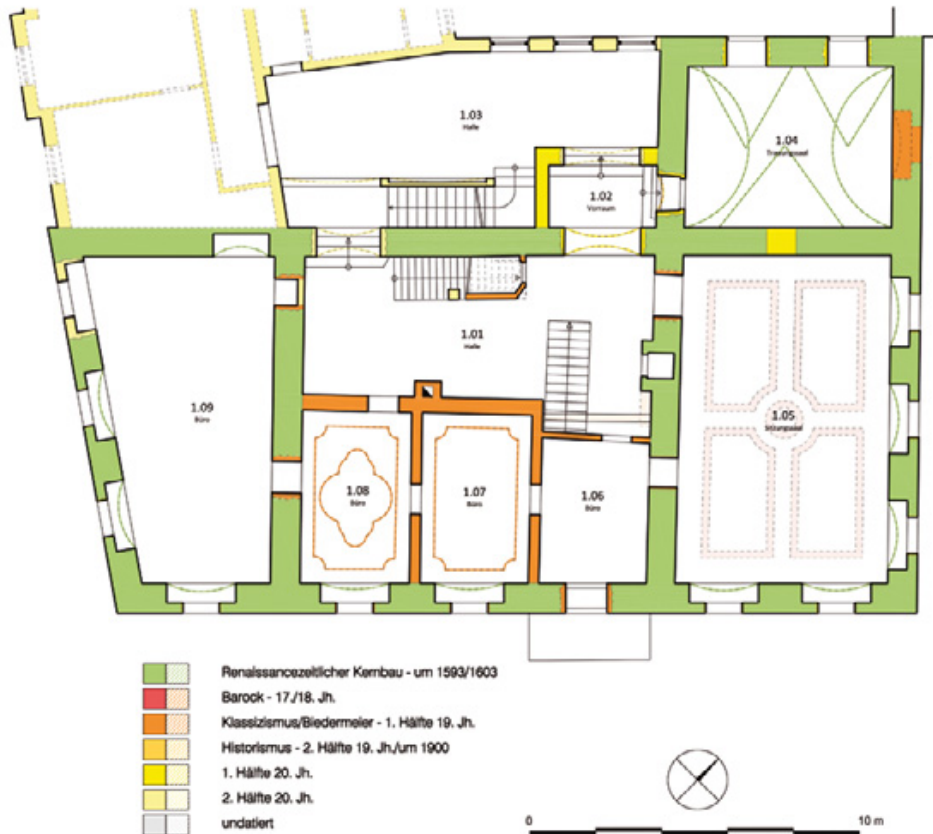 1.03
Halle
1.04
Trauungssaal
1.02
Vorraum
1.01
Halle
1.09
Büro
1.08
Büro
1.07
Büro
1.06
Büro
1.05
Sitzungssaal
Renaissancezeitlicher Kernbau - um 1593/1603
Barock - 17./18. Jh.
Klassizismus/Biedermeier - 1. Hälfte 19. Jh.
Historismus - 2. Hälfte 19. Jh./um 1900
1. Hälfte 20. Jh.
2. Hälfte 20. Jh.
undatiert
0 10 m